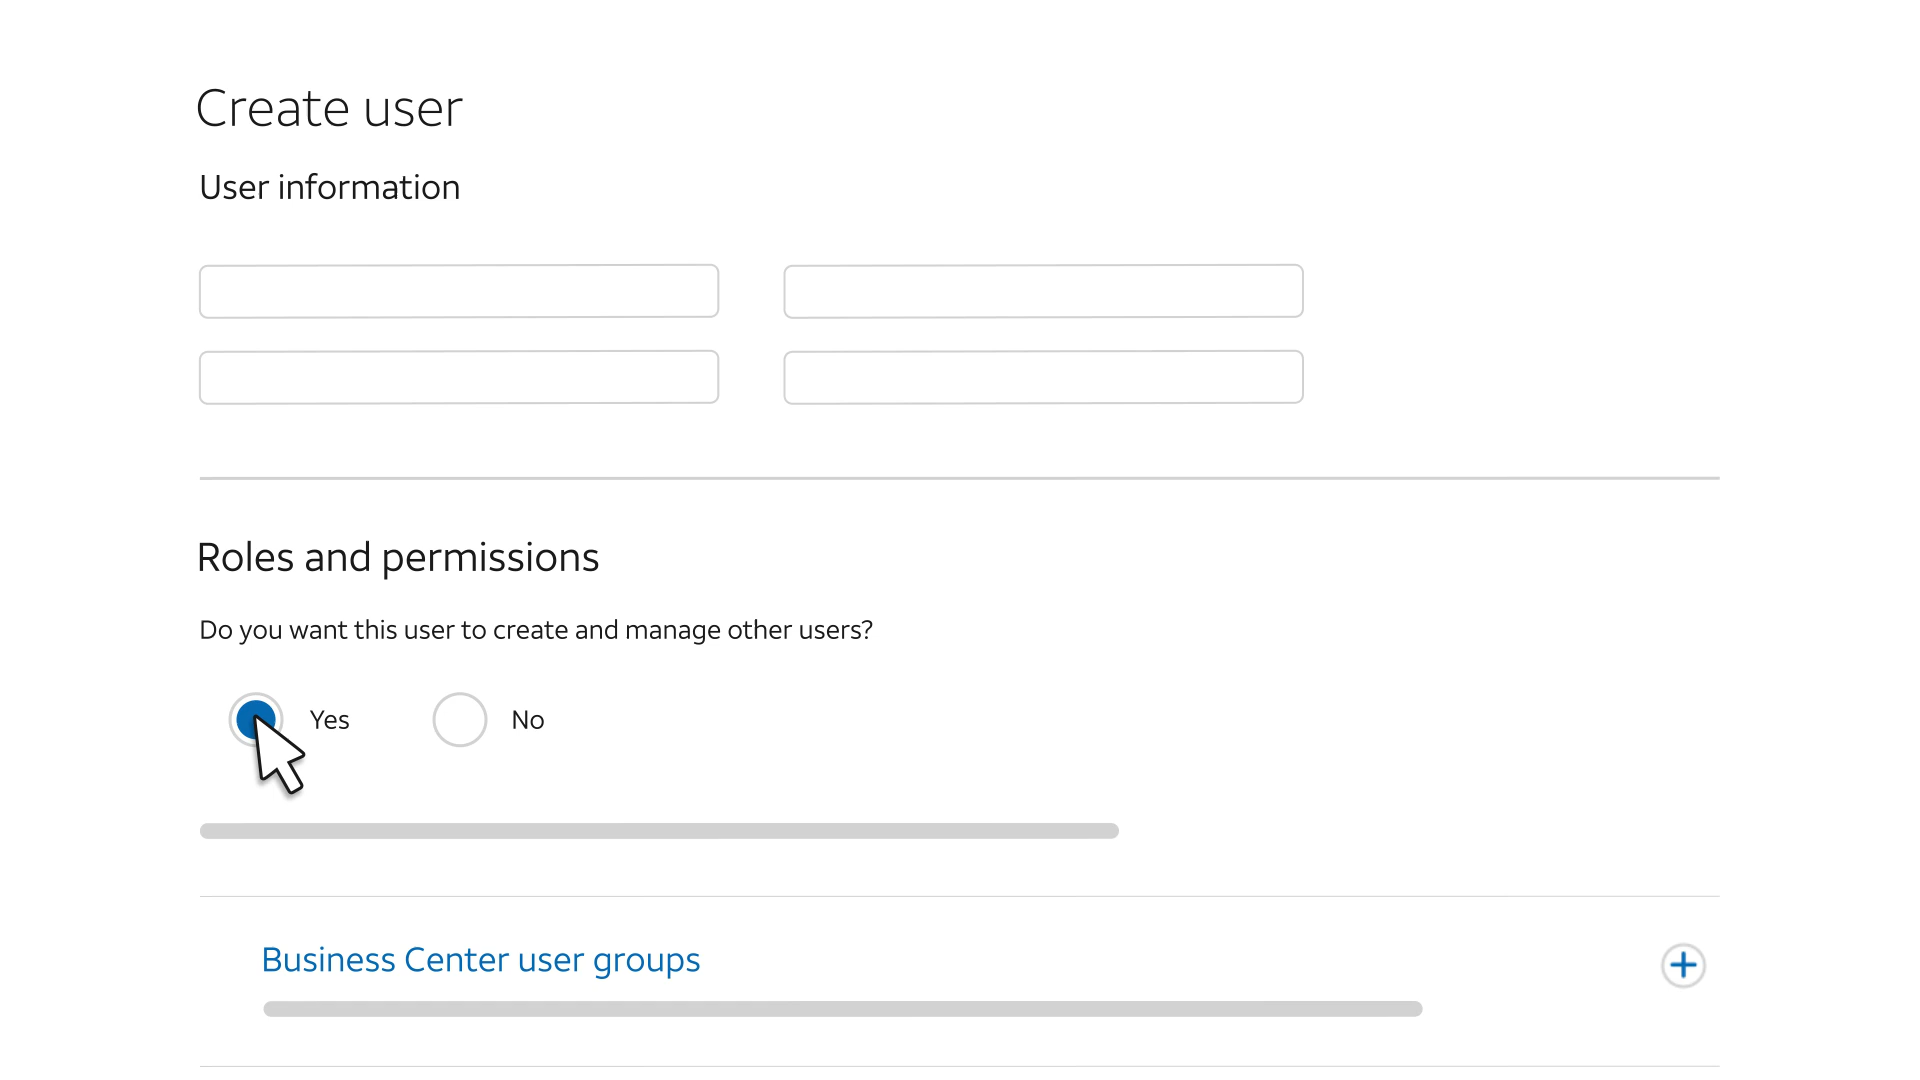 Create user
User information
Roles and permissions
Do you want this user to create and manage other users?
Yes No
Business Center user groups